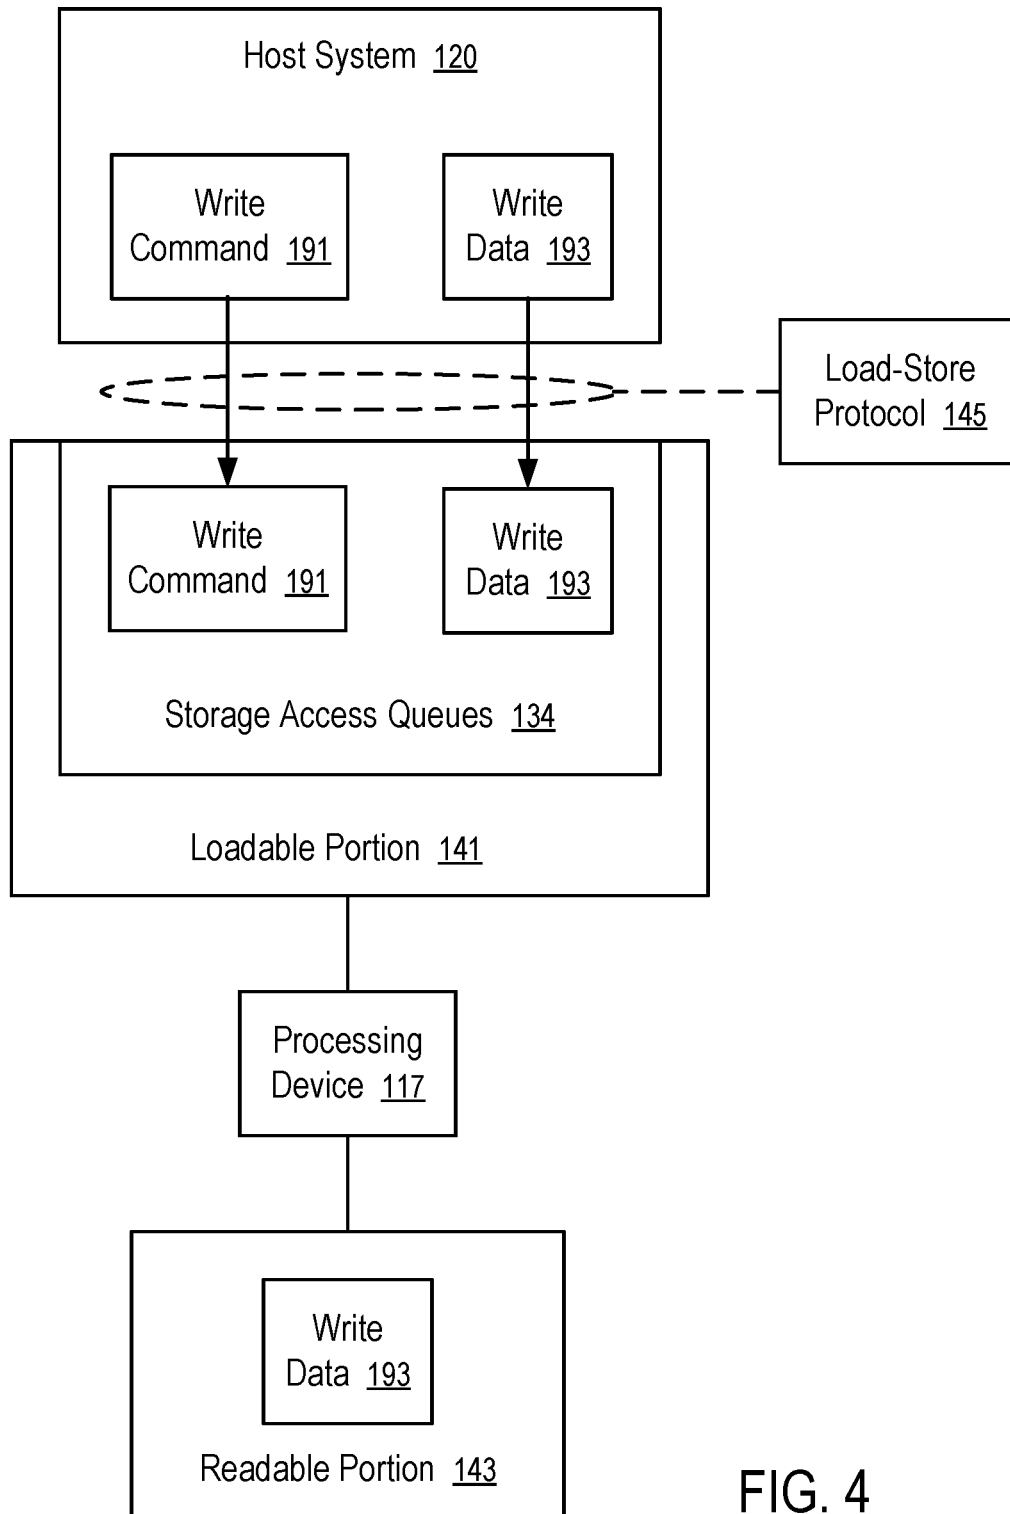 Host System 120
Write
Command 191
Write
Data 193
Load-Store
Protocol 145
Write
Command 191
Write
Data 193
Storage Access Queues 134
Loadable Portion 141
Processing
Device 117
Write
Data 193
Readable Portion 143
FIG. 4